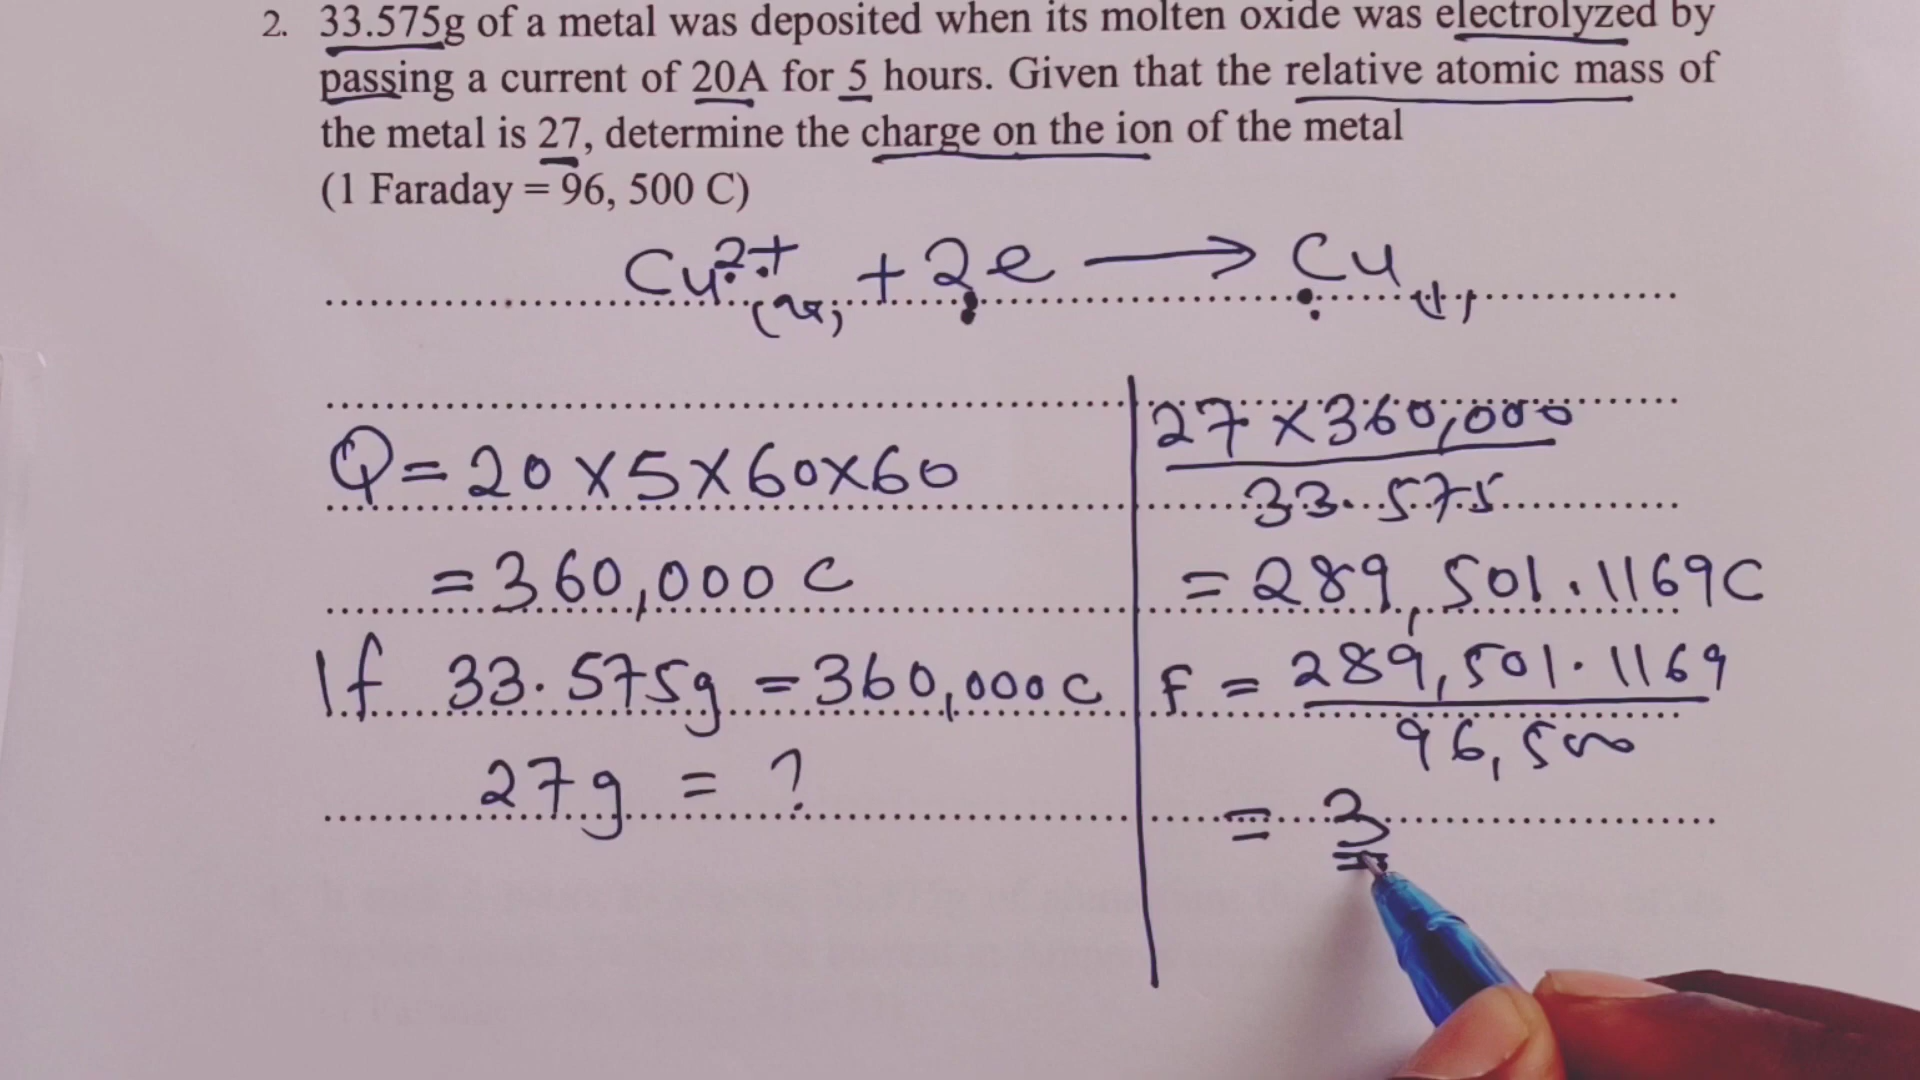 2. 33.575g of a metal was deposited when its molten oxide was electrolyzed by
passing a current of 20A for 5 hours. Given that the relative atomic mass of
the metal is 27, determine the charge on the ion of the metal
(1 Faraday = 96, 500 C)
Cu²⁺ + 2e → Cu
Q = 20 x 5 x 60 x 60
= 360,000 C
If 33.575g = 360,000 C
27g = ?
27 x 360,000
33.575
= 289,501.1169C
F = 289,501.1169
96,500
= 3